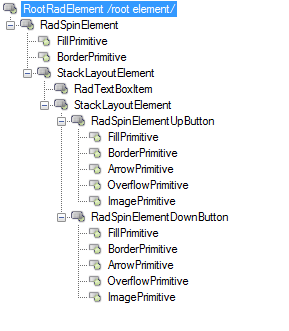 RootRadElement /root element/
RadSpinElement
FillPrimitive
BorderPrimitive
StackLayoutElement
RadTextBoxItem
StackLayoutElement
RadSpinElementUpButton
FillPrimitive
BorderPrimitive
ArrowPrimitive
OverflowPrimitive
ImagePrimitive
RadSpinElementDownButton
FillPrimitive
BorderPrimitive
ArrowPrimitive
OverflowPrimitive
ImagePrimitive